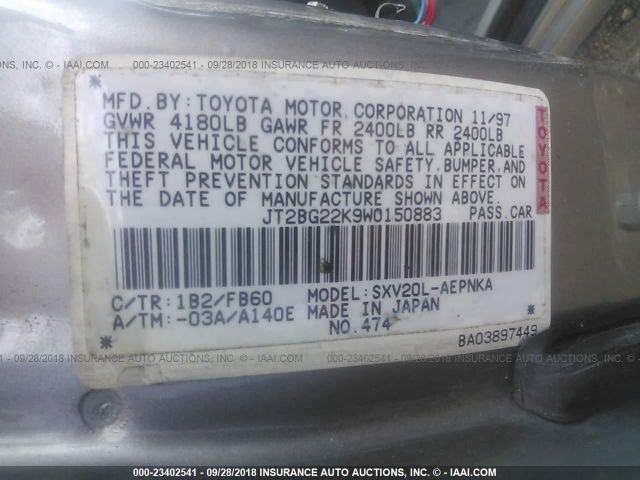 000-23402541 - 09/28/2018 INSURANCE AUTO AUCTIONS, INC. - © IAAI.COM
MFD.BY:TOYOTA MOTOR CORPORATION 11/97
GVWR 4180LB GAWR FR 2400LB RR 2400LB
THIS VEHICLE CONFORMS TO ALL APPLICABLE
FEDERAL MOTOR VEHICLE SAFETY,BUMPER,AND
THEFT PREVENTION STANDARDS IN EFFECT ON
THE DATE OF MANUFACTURE SHOWN ABOVE.
JT2BG22K9W0150883 PASS.CAR
TOYOTA
C/TR:1B2/FB60 MODEL:SXV20L-AEPNKA
A/TM:-03A/A140E MADE IN JAPAN
NO.474
BA03897449
000-23402541 - 09/28/2018 INSURANCE AUTO AUCTIONS, INC. - © IAAI.COM
000-23402541 - 09/28/2018 INSURANCE AUTO AUCTIONS, INC. - © IAAI.COM